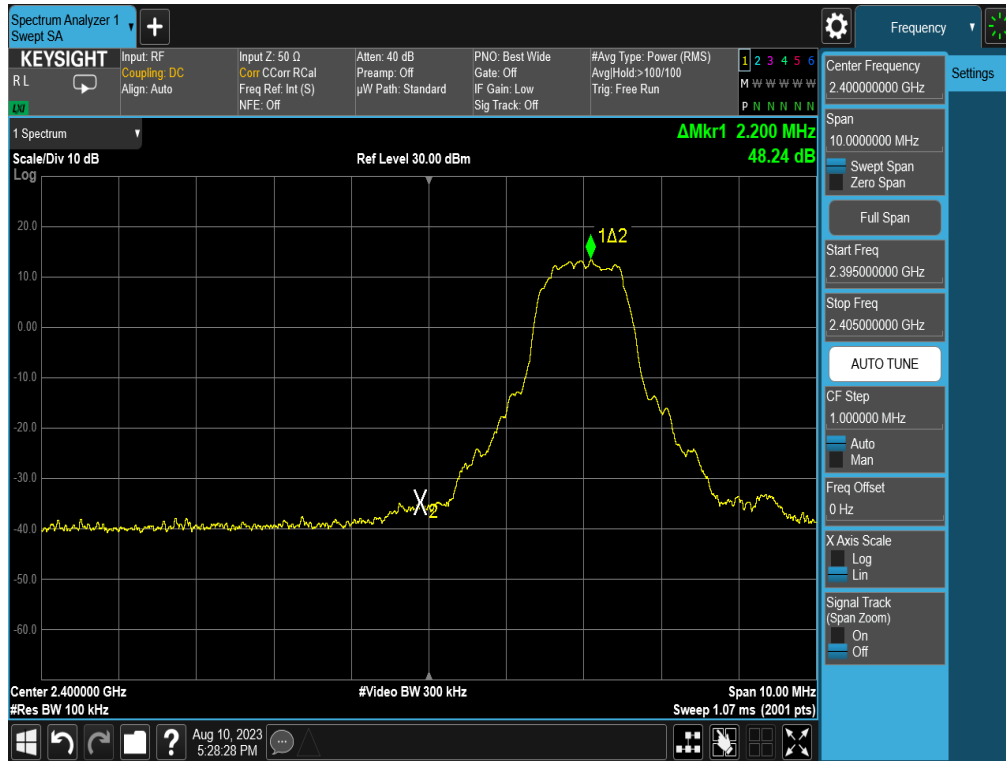 Spectrum Analyzer 1
Swept SA
+
Frequency
KEYSIGHT
R L
LXI
Input: RF
Coupling: DC
Align: Auto
Input Z: 50 Ω
Corr CCorr RCal
Freq Ref: Int (S)
NFE: Off
Atten: 40 dB
Preamp: Off
µW Path: Standard
PNO: Best Wide
Gate: Off
IF Gain: Low
Sig Track: Off
#Avg Type: Power (RMS)
Avg|Hold:>100/100
Trig: Free Run
1 2 3 4 5 6
M W W W W W
P N N N N N
1 Spectrum
Scale/Div 10 dB
Log
Ref Level 30.00 dBm
ΔMkr1 2.200 MHz
48.24 dB
20.0
10.0
0.00
-10.0
-20.0
-30.0
-40.0
-50.0
-60.0
1Δ2
X2
Center 2.400000 GHz
#Res BW 100 kHz
#Video BW 300 kHz
Span 10.00 MHz
Sweep 1.07 ms (2001 pts)
Center Frequency
2.400000000 GHz
Settings
Span
10.0000000 MHz
Swept Span
Zero Span
Full Span
Start Freq
2.395000000 GHz
Stop Freq
2.405000000 GHz
AUTO TUNE
CF Step
1.000000 MHz
Auto
Man
Freq Offset
0 Hz
X Axis Scale
Log
Lin
Signal Track
(Span Zoom)
On
Off
?
Aug 10, 2023
5:28:28 PM